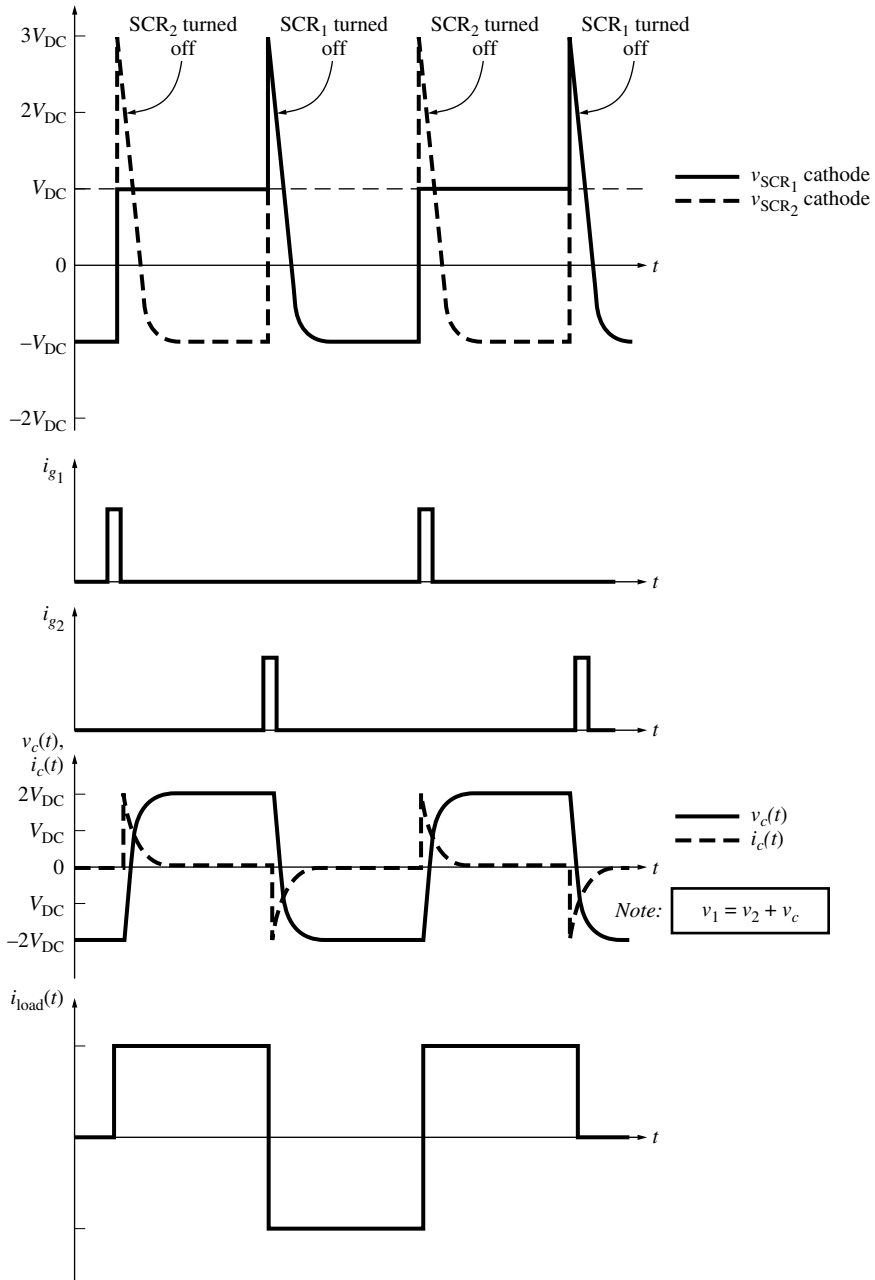 SCR₂ turned off
SCR₁ turned off
SCR₂ turned off
SCR₁ turned off
3V_DC
2V_DC
V_DC
0
t
−V_DC
−2V_DC
v_SCR₁ cathode
v_SCR₂ cathode
i_g₁
t
i_g₂
t
v_c(t),
i_c(t)
2V_DC
V_DC
0
t
V_DC
−2V_DC
v_c(t)
i_c(t)
Note: v₁ = v₂ + v_c
i_load(t)
t